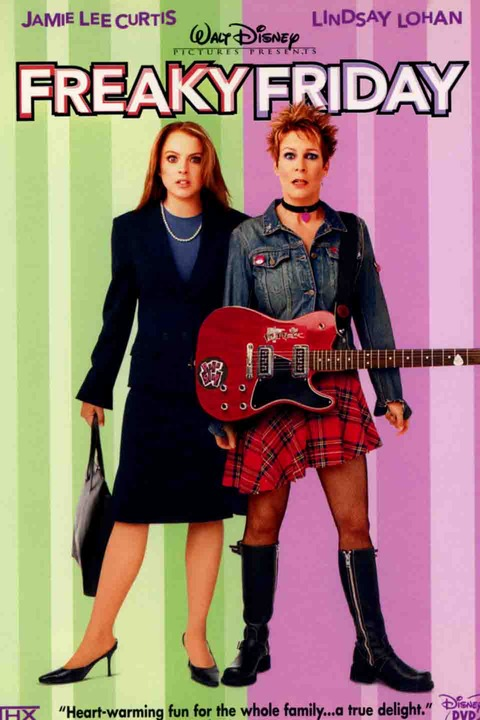 JAMIE LEE CURTIS
LINDSAY LOHAN
WALT DISNEY
PICTURES PRESENTS
FREAKY FRIDAY
THX "Heart-warming fun for the whole family...a true delight." Disney DVD